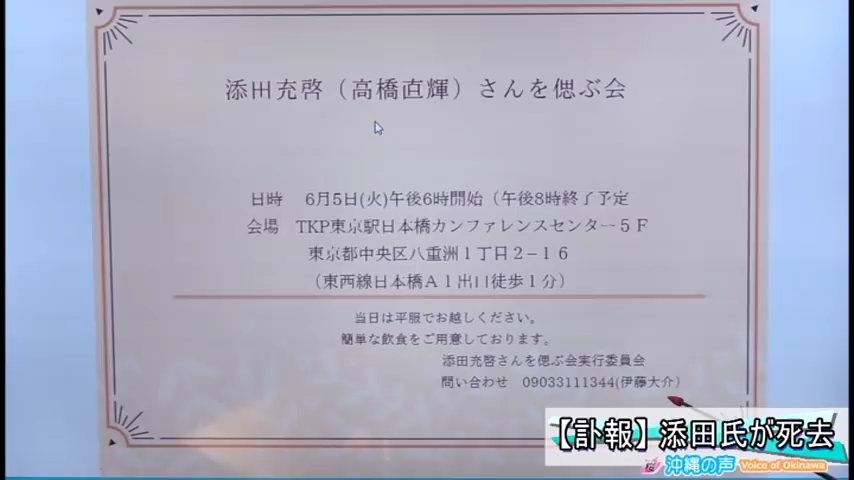 添田充啓（高橋直輝）さんを偲ぶ会
日時　6月5日(火)午後6時開始（午後8時終了予定
会場　TKP東京駅日本橋カンファレンスセンター５Ｆ
東京都中央区八重洲１丁目２−１６
（東西線日本橋Ａ１出口徒歩１分）
当日は平服でお越しください。
簡単な飲食をご用意しております。
添田充啓さんを偲ぶ会実行委員会
問い合わせ　09033111344(伊藤大介）
【訃報】添田氏が死去
沖縄の声 Voice of Okinawa